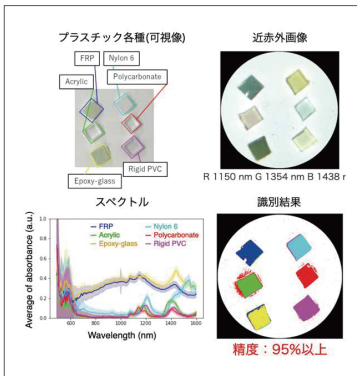 プラスチック各種(可視像)
FRP
Nylon 6
Acrylic
Polycarbonate
Rigid PVC
Epoxy-glass
近赤外画像
R 1150 nm G 1354 nm B 1438 r
スペクトル
Average of absorbance (a.u.)
1.0
0.8
0.6
0.4
0.2
0.0
FRP
Acrylic
Epoxy-glass
Nylon 6
Polycarbonate
Rigid PVC
600
800
1000
1200
1400
1600
Wavelength (nm)
識別結果
精度：95%以上